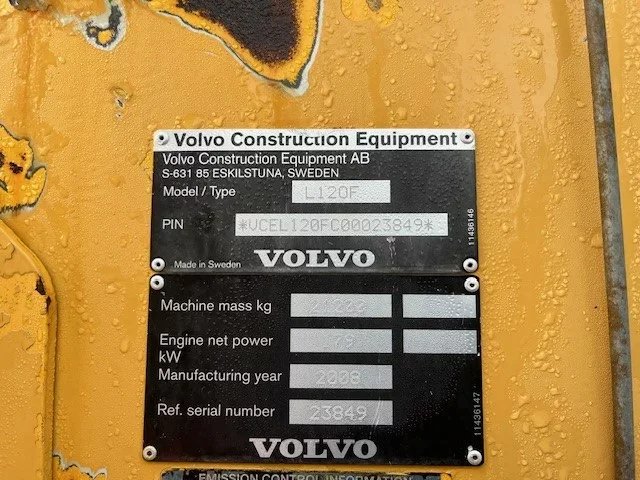 Volvo Construction Equipment
Volvo Construction Equipment AB
S-631 85 ESKILSTUNA, SWEDEN
Model / Type L120F
PIN *VCEL120FC00023849*
Made in Sweden VOLVO
11436146
Machine mass kg
Engine net power
kW
Manufacturing year 2008
Ref. serial number 23849
VOLVO
11436147
EMISSION CONTROL INFORMATION